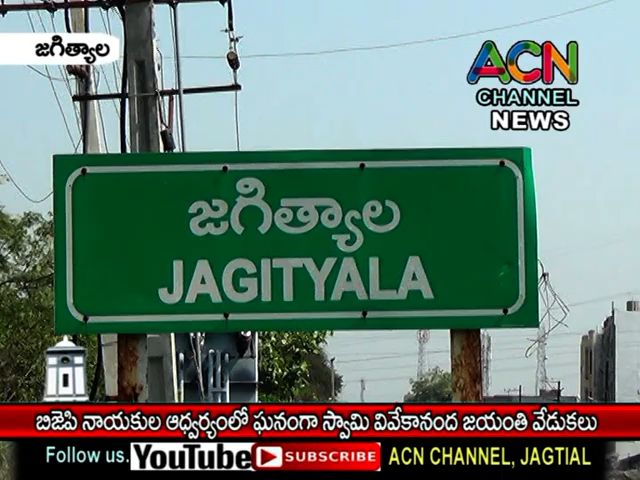 జగిత్యాల
ACN
CHANNEL
NEWS
జగిత్యాల
JAGITYALA
బిజెపి నాయకుల ఆధ్వర్యంలో ఘనంగా స్వామి వివేకానంద జయంతి వేడుకలు
Follow us. YouTube SUBSCRIBE ACN CHANNEL, JAGTIAL